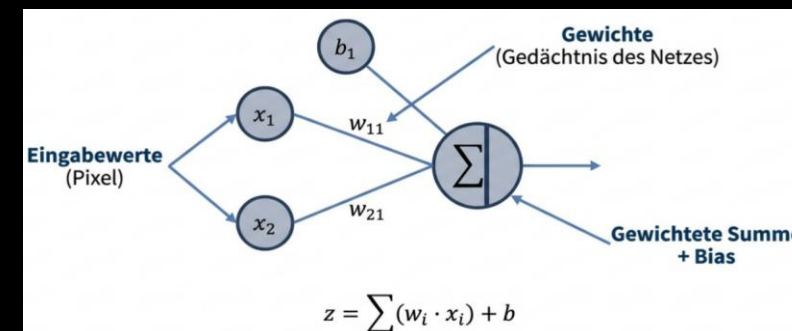 b₁
Gewichte
(Gedächtnis des Netzes)
x₁
w₁₁
Eingabewerte
(Pixel)
∑
x₂
w₂₁
Gewichtete Summe
+ Bias
z = ∑(wᵢ · xᵢ) + b